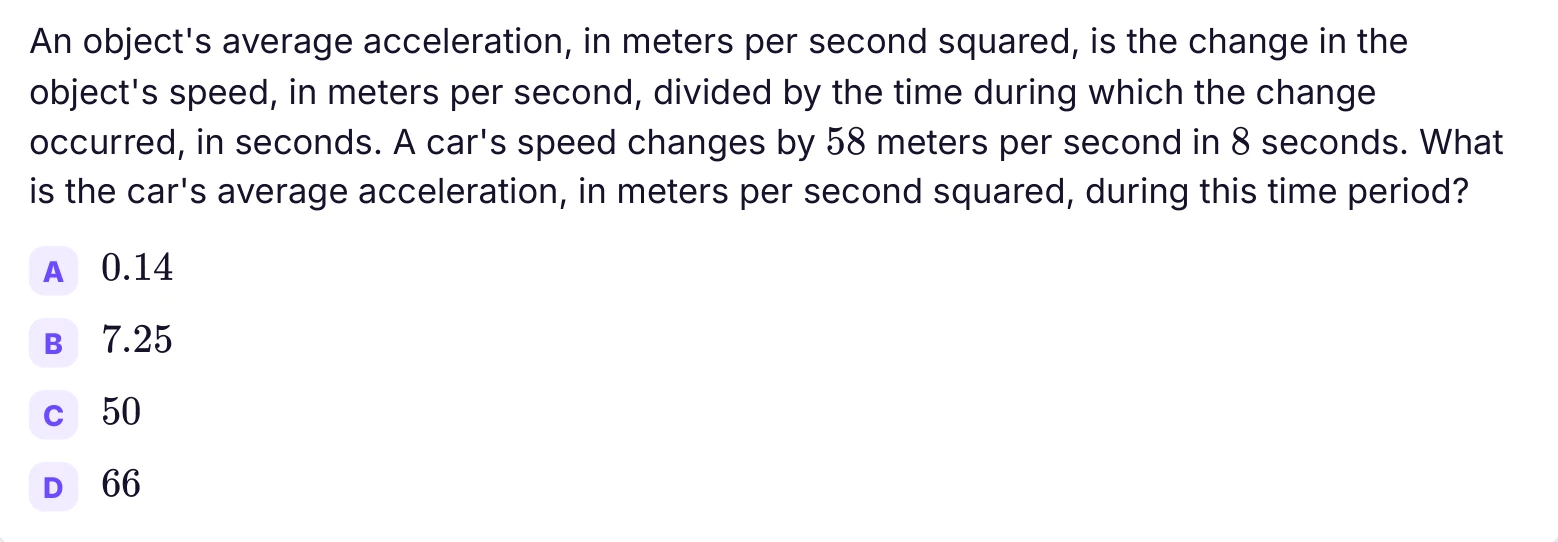 An object's average acceleration, in meters per second squared, is the change in the
object's speed, in meters per second, divided by the time during which the change
occurred, in seconds. A car's speed changes by 58 meters per second in 8 seconds. What
is the car's average acceleration, in meters per second squared, during this time period?
A 0.14
B 7.25
C 50
D 66